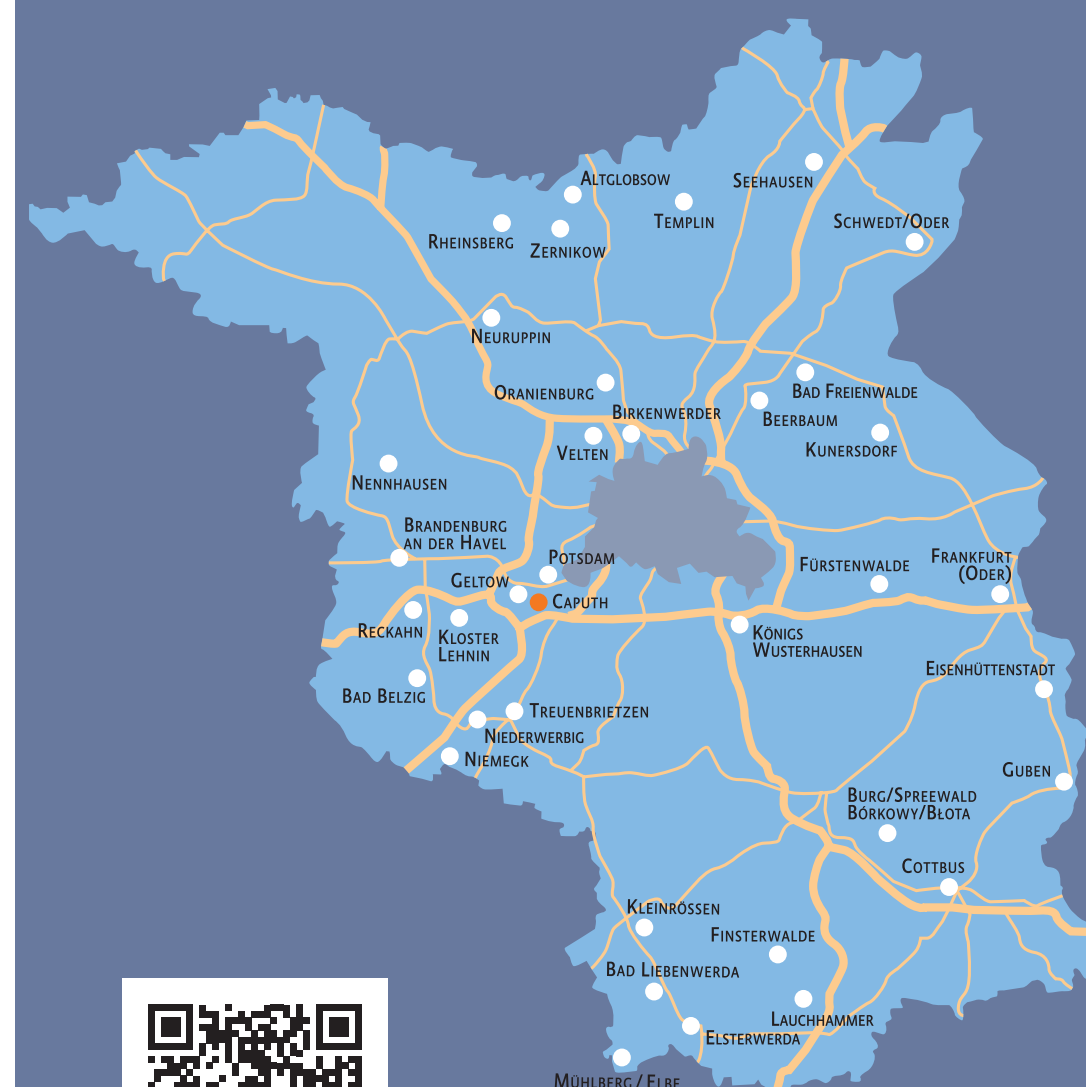 Altglobsow
Seehausen
Templin
Schwedt/Oder
Rheinsberg
Zernikow
Neuruppin
Oranienburg
Bad Freienwalde
Birkenwerder
Beerbaum
Velten
Kunersdorf
Nennhausen
Brandenburg
an der Havel
Potsdam
Frankfurt
(Oder)
Fürstenwalde
Geltow
Caputh
Reckahn
Kloster
Lehnin
Königs
Wusterhausen
Eisenhüttenstadt
Bad Belzig
Treuenbrietzen
Niederwerbig
Niemegk
Guben
Burg/Spreewald
Bórkowy/Błota
Cottbus
Kleinrössen
Finsterwalde
Bad Liebenwerda
Lauchhammer
Elsterwerda
Mühlberg / Elbe